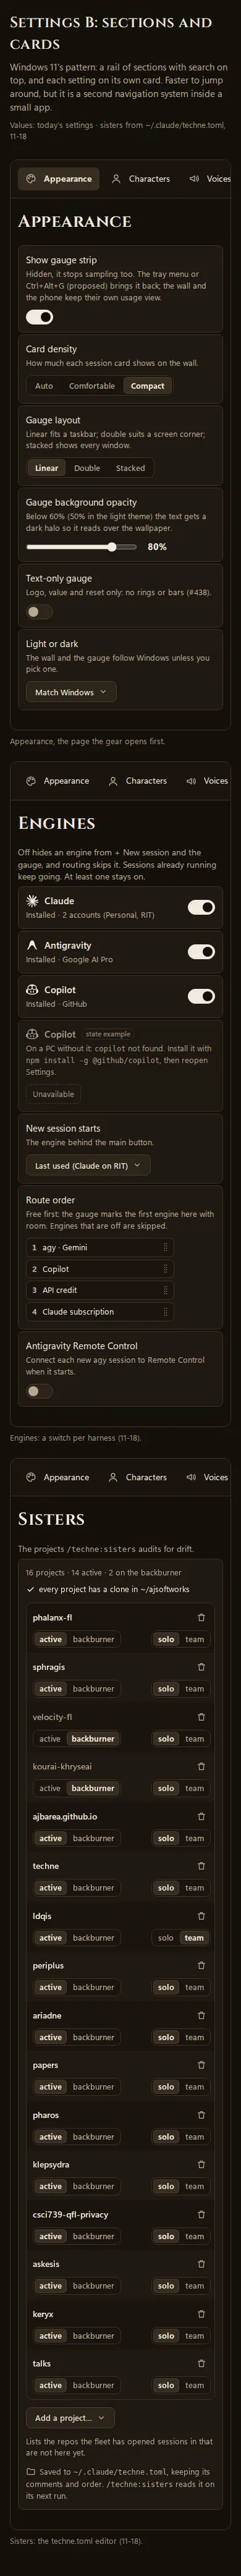 SETTINGS B: SECTIONS AND
CARDS
Windows 11's pattern: a rail of sections with search on
top, and each setting on its own card. Faster to jump
around, but it is a second navigation system inside a
small app.
Values: today's settings · sisters from ~/.claude/techne.toml,
11-18
Appearance
Characters
Voices
APPEARANCE
Show gauge strip
Hidden, it stops sampling too. The tray menu or
Ctrl+Alt+G (proposed) brings it back; the wall and
the phone keep their own usage view.
Card density
How much each session card shows on the wall.
Auto
Comfortable
Compact
Gauge layout
Linear fits a taskbar; double suits a screen corner;
stacked shows every window.
Linear
Double
Stacked
Gauge background opacity
Below 60% (50% in the light theme) the text gets a
dark halo so it reads over the wallpaper.
80%
Text-only gauge
Logo, value and reset only: no rings or bars (#438).
Light or dark
The wall and the gauge follow Windows unless you
pick one.
Match Windows
Appearance, the page the gear opens first.
Appearance
Characters
Voices
ENGINES
Off hides an engine from + New session and the
gauge, and routing skips it. Sessions already running
keep going. At least one stays on.
Claude
Installed · 2 accounts (Personal, RIT)
Antigravity
Installed · Google AI Pro
Copilot
Installed · GitHub
Copilot state example
On a PC without it: copilot not found. Install it with
npm install -g @github/copilot, then reopen
Settings.
Unavailable
New session starts
The engine behind the main button.
Last used (Claude on RIT)
Route order
Free first: the gauge marks the first engine here with
room. Engines that are off are skipped.
1 agy · Gemini
2 Copilot
3 API credit
4 Claude subscription
Antigravity Remote Control
Connect each new agy session to Remote Control
when it starts.
Engines: a switch per harness (11-18).
Appearance
Characters
Voices
SISTERS
The projects /techne:sisters audits for drift.
16 projects · 14 active · 2 on the backburner
every project has a clone in ~/ajsoftworks
phalanx-fl
active backburner solo team
sphragis
active backburner solo team
velocity-fl
active backburner solo team
kourai-khryseai
active backburner solo team
ajbarea.github.io
active backburner solo team
techne
active backburner solo team
ldqis
active backburner solo team
periplus
active backburner solo team
ariadne
active backburner solo team
papers
active backburner solo team
pharos
active backburner solo team
klepsydra
active backburner solo team
csci739-qfl-privacy
active backburner solo team
askesis
active backburner solo team
keryx
active backburner solo team
talks
active backburner solo team
Add a project...
Lists the repos the fleet has opened sessions in that
are not here yet.
Saved to ~/.claude/techne.toml, keeping its
comments and order. /techne:sisters reads it on
its next run.
Sisters: the techne.toml editor (11-18).